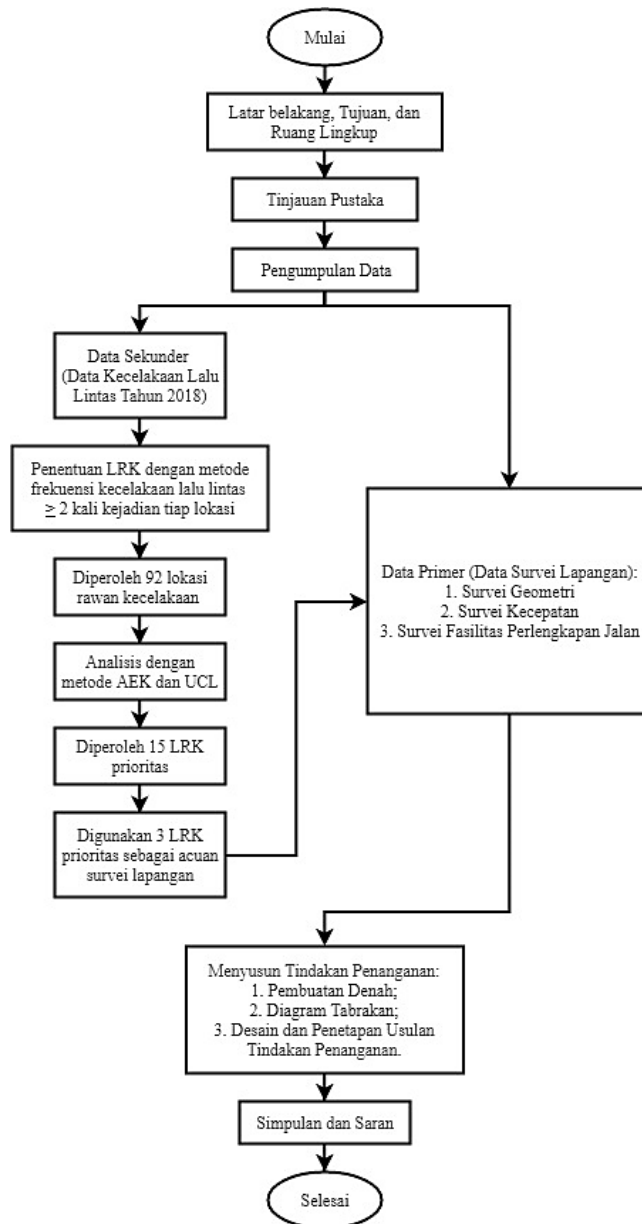 Mulai
Latar belakang, Tujuan, dan
Ruang Lingkup
Tinjauan Pustaka
Pengumpulan Data
Data Sekunder
(Data Kecelakaan Lalu
Lintas Tahun 2018)
Penentuan LRK dengan metode
frekuensi kecelakaan lalu lintas
≥ 2 kali kejadian tiap lokasi
Diperoleh 92 lokasi
rawan kecelakaan
Analisis dengan
metode AEK dan UCL
Diperoleh 15 LRK
prioritas
Digunakan 3 LRK
prioritas sebagai acuan
survei lapangan
Data Primer (Data Survei Lapangan):
1. Survei Geometri
2. Survei Kecepatan
3. Survei Fasilitas Perlengkapan Jalan
Menyusun Tindakan Penanganan:
1. Pembuatan Denah;
2. Diagram Tabrakan;
3. Desain dan Penetapan Usulan
Tindakan Penanganan.
Simpulan dan Saran
Selesai